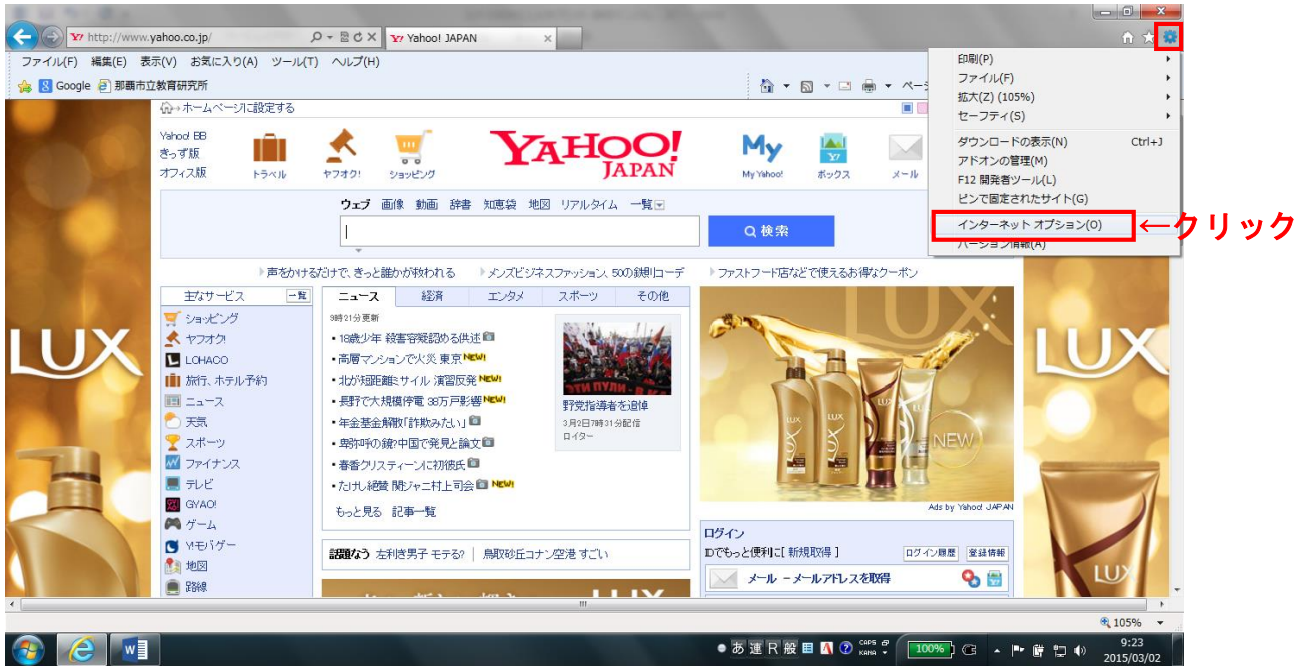 http://www.yahoo.co.jp/
Yahoo! JAPAN
ファイル(F) 編集(E) 表示(V) お気に入り(A) ツール(T) ヘルプ(H)
Google 那覇市立教育研究所
ページ
印刷(P)
ファイル(F)
拡大(Z) (105%)
セーフティ(S)
ダウンロードの表示(N) Ctrl+J
アドオンの管理(M)
F12 開発者ツール(L)
ピンで固定されたサイト(G)
インターネット オプション(O)
バージョン情報(A)
←クリック
ホームページに設定する
Yahoo! BB
きっず版
オフィス版
トラベル
ヤフオク!
ショッピング
YAHOO!
JAPAN
My
My Yahoo!
ボックス
メール
ウェブ 画像 動画 辞書 知恵袋 地図 リアルタイム 一覧
検索
声をかけるだけで、きっと誰かが救われる
メンズビジネスファッション、50の鉄則コーデ
ファストフード店などで使えるお得なクーポン
主なサービス 一覧
ショッピング
ヤフオク!
LOHACO
旅行、ホテル予約
ニュース
天気
スポーツ
ファイナンス
テレビ
GYAO!
ゲーム
Y!モバゲー
地図
路線
ニュース 経済 エンタメ スポーツ その他
9時21分更新
・18歳少年 殺害容疑認める供述
・高層マンションで火災 東京 NEW!
・北が短距離ミサイル 演習反発 NEW!
・長野で大規模停電 38万戸影響 NEW!
・年金基金解散「詐欺みたい」
・卑弥呼の鏡?中国で発見と論文
・春香クリスティーンに初彼氏
・たけし絶賛 関ジャニ村上司会 NEW!
もっと見る 記事一覧
野党指導者を追悼
3月2日7時31分配信
ロイター
話題なう 左利き男子 モテる? | 鳥取砂丘コナン空港 すごい
LUX
LUX
LUX
LUX
LUX
NEW
Ads by Yahoo! JAPAN
ログイン
IDでもっと便利に[ 新規取得 ]
ログイン履歴 登録情報
メール - メールアドレスを取得
LUX
LUX
105%
あ 連 R 般
CAPS
KANA
100%
9:23
2015/03/02